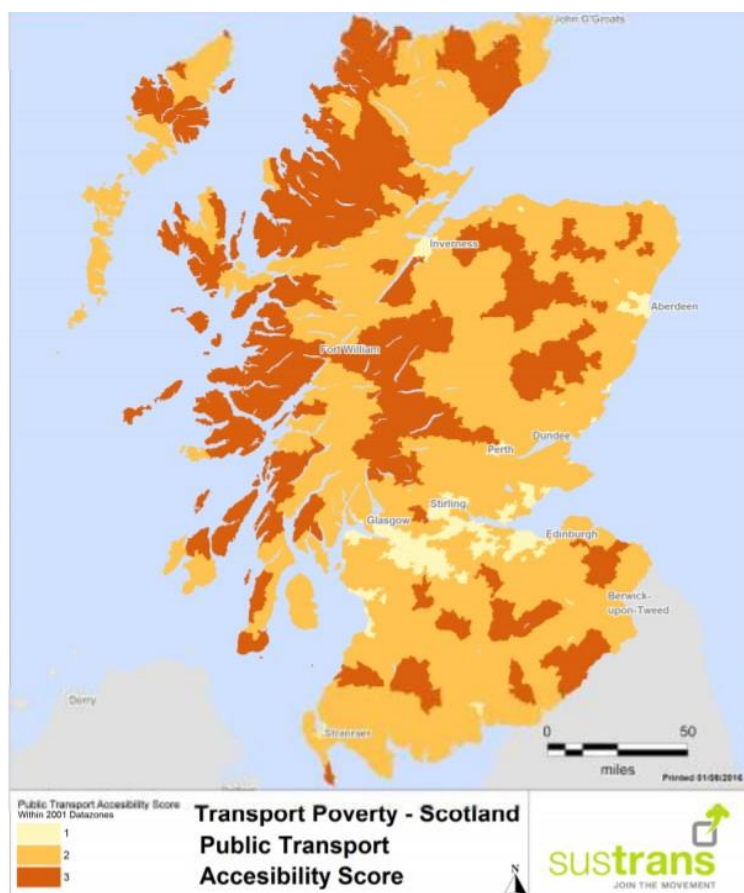 John O'Groats
Inverness
Aberdeen
Fort William
Dundee
Perth
Stirling
Glasgow
Edinburgh
Berwick-
upon-Tweed
Derry
Stranraer
0 50
miles
Printed 01/08/2016
Public Transport Accesibility Score
Within 2001 Datazones
1
2
3
Transport Poverty - Scotland
Public Transport
Accesibility Score
N
sustrans
JOIN THE MOVEMENT